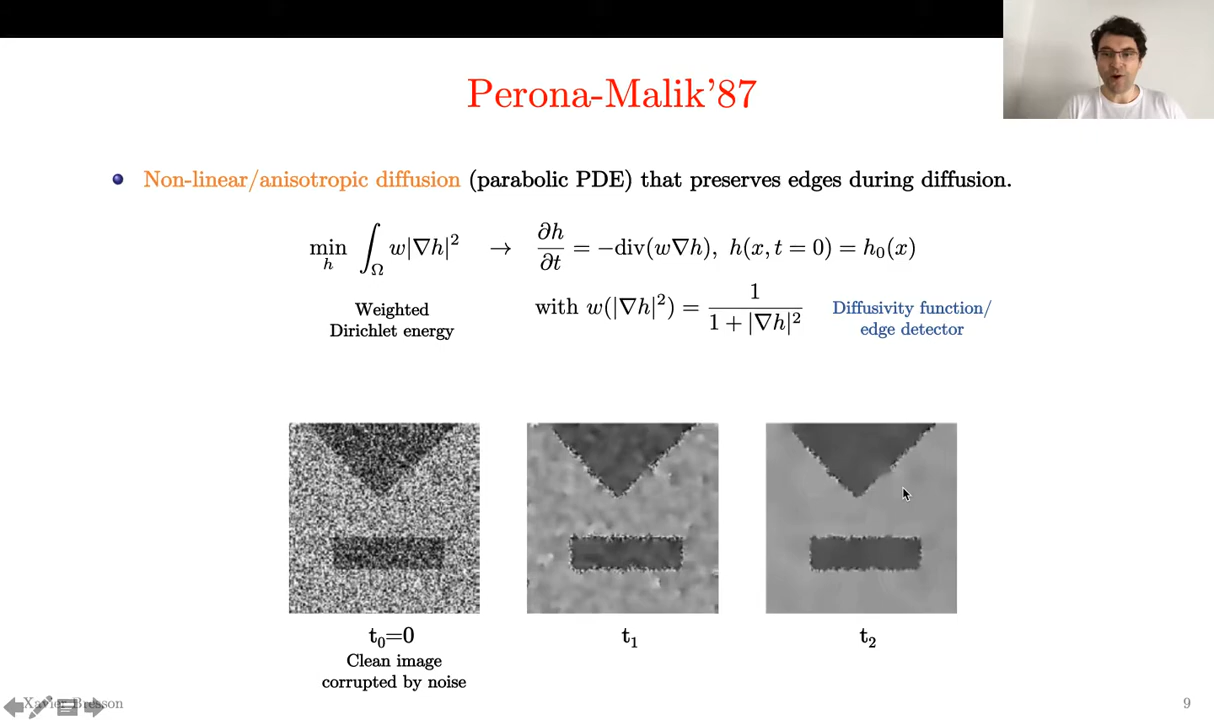 Perona-Malik'87
Non-linear/anisotropic diffusion (parabolic PDE) that preserves edges during diffusion.
min_h ∫_Ω w|∇h|² → ∂h/∂t = −div(w∇h), h(x, t = 0) = h₀(x)
Weighted
Dirichlet energy
with w(|∇h|²) = 1/(1 + |∇h|²)
Diffusivity function/
edge detector
t₀=0
Clean image
corrupted by noise
t₁
t₂
Xavier Bresson
9